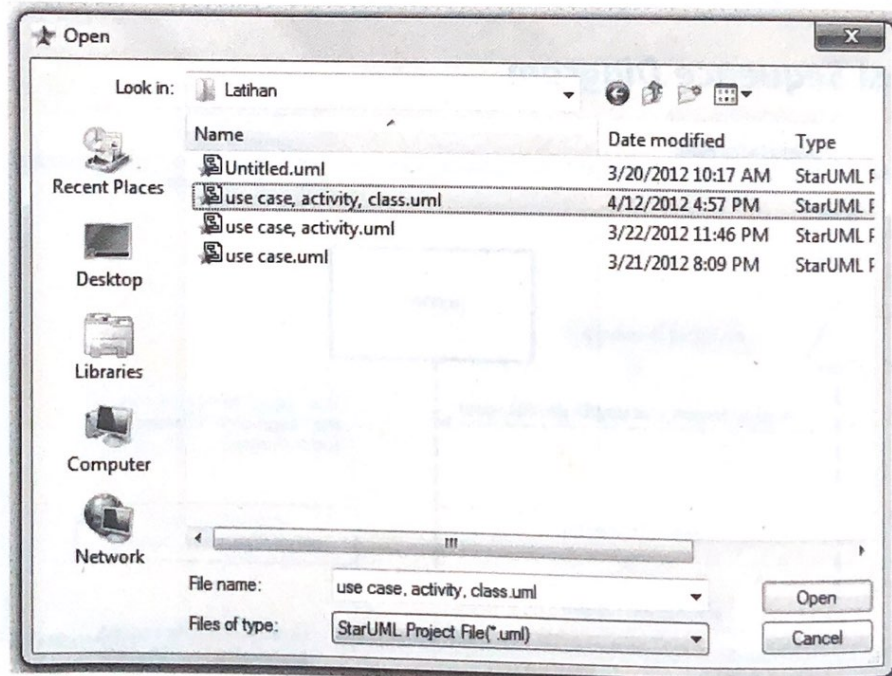 Open
Look in: Latihan
Name Date modified Type
Untitled.uml 3/20/2012 10:17 AM StarUML F
use case, activity, class.uml 4/12/2012 4:57 PM StarUML F
use case, activity.uml 3/22/2012 11:46 PM StarUML F
use case.uml 3/21/2012 8:09 PM StarUML F
Recent Places
Desktop
Libraries
Computer
Network
File name: use case, activity, class.uml Open
Files of type: StarUML Project File(*.uml) Cancel